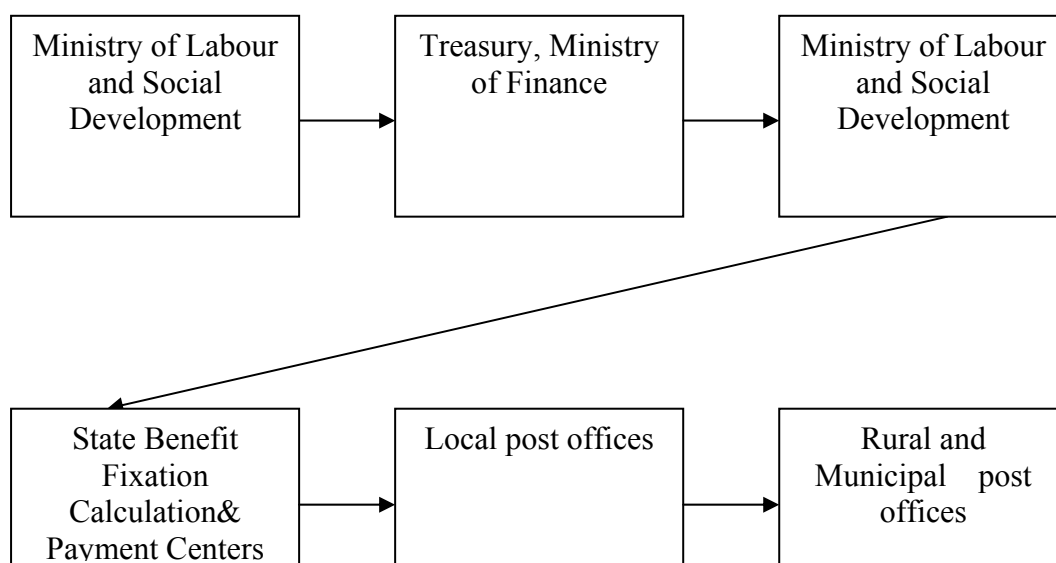 Ministry of Labour
and Social
Development
Treasury, Ministry
of Finance
Ministry of Labour
and Social
Development
State Benefit
Fixation
Calculation&
Payment Centers
Local post offices
Rural and
Municipal post
offices